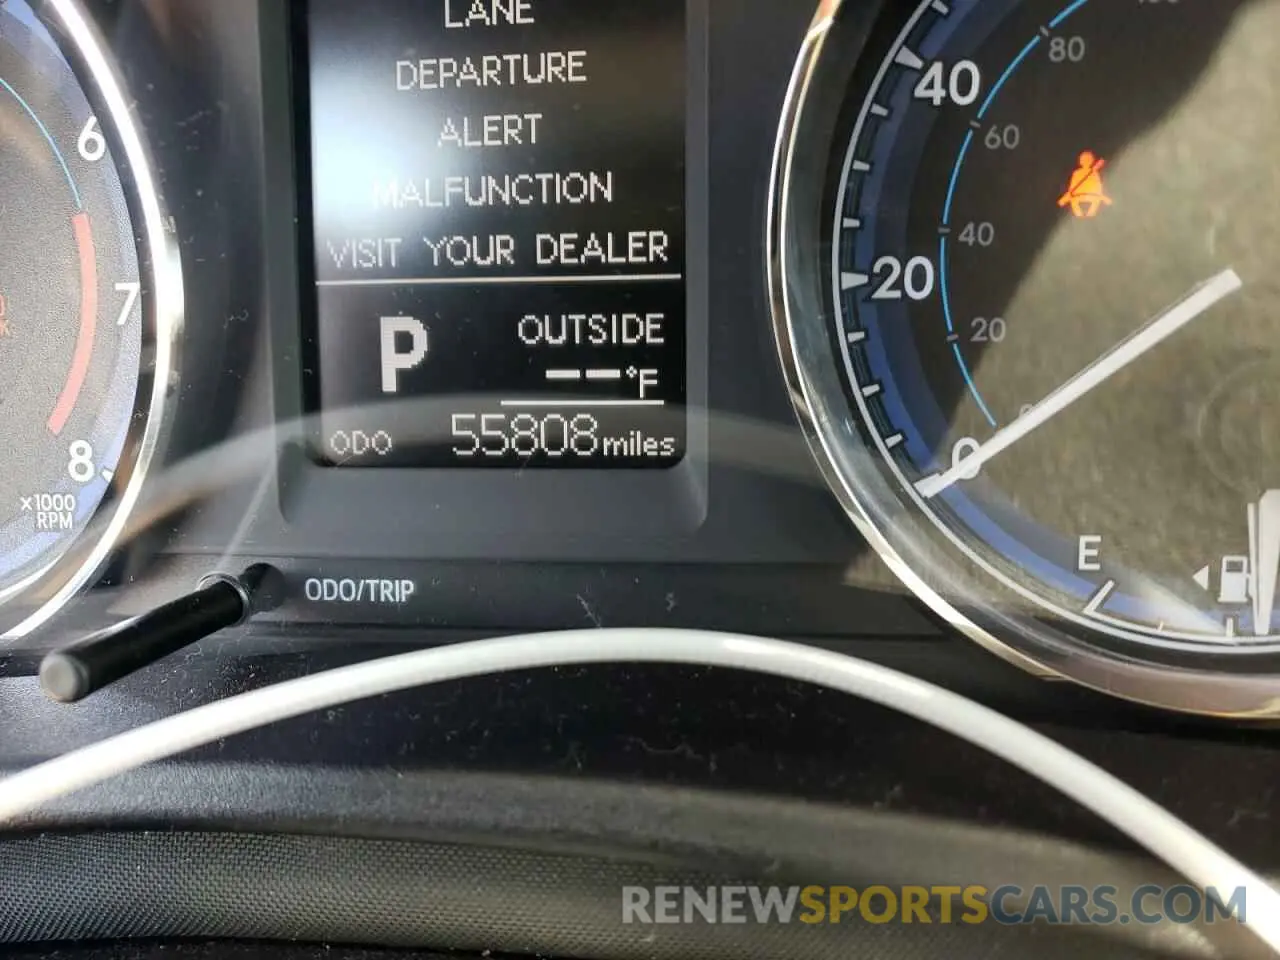 LANE
DEPARTURE
ALERT
MALFUNCTION
VISIT YOUR DEALER
P
OUTSIDE
--°F
ODO 55808 miles
ODO/TRIP
6
7
8
x1000
RPM
40
20
0
80
60
40
20
0
E
RENEWSPORTSCARS.COM